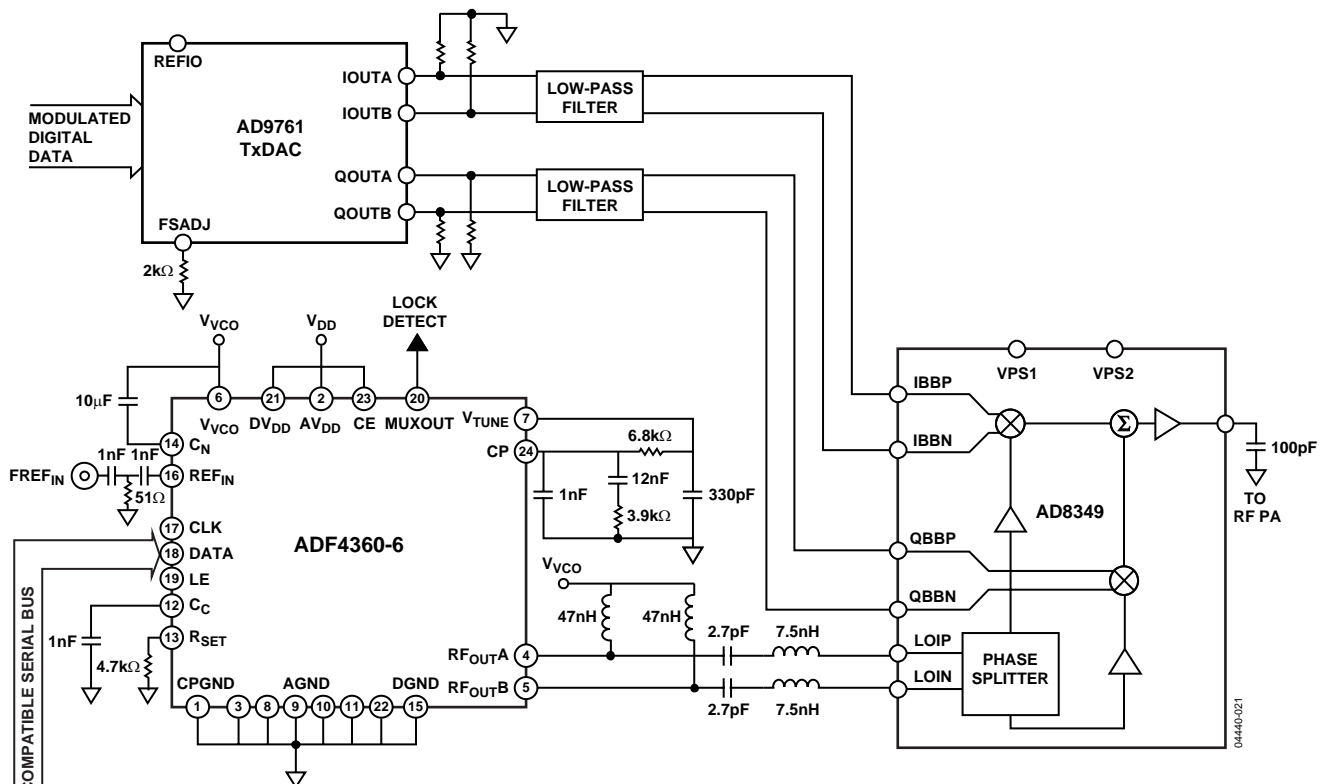 REFIO
MODULATED
DIGITAL
DATA
AD9761
TxDAC
IOUTA
IOUTB
QOUTA
QOUTB
FSADJ
2kΩ
LOW-PASS
FILTER
LOW-PASS
FILTER
LOCK
DETECT
VVCO
VDD
10μF
6
21
2
23
20
VVCO
DVDD
AVDD
CE
MUXOUT
VTUNE
7
CP
24
14
CN
1nF
1nF
FREFIN
16
REFIN
51Ω
17
CLK
18
DATA
19
LE
12
CC
13
RSET
1nF
4.7kΩ
ADF4360-6
6.8kΩ
12nF
1nF
3.9kΩ
330pF
VVCO
47nH
47nH
2.7pF
7.5nH
RFOUTA
4
RFOUTB
5
2.7pF
7.5nH
CPGND
AGND
DGND
1
3
8
9
10
11
22
15
OMPATIBLE SERIAL BUS
VPS1
VPS2
IBBP
IBBN
Σ
100pF
TO
RF PA
AD8349
QBBP
QBBN
LOIP
LOIN
PHASE
SPLITTER
04440-021